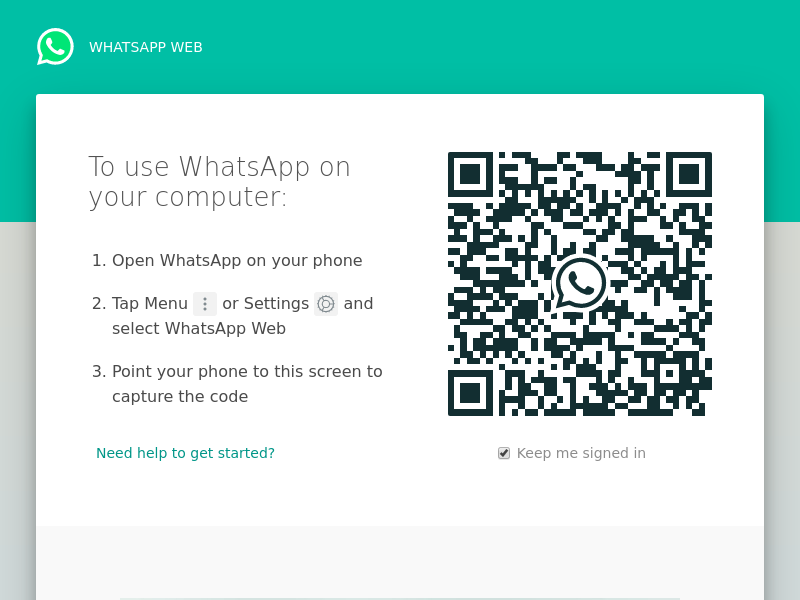 WHATSAPP WEB
To use WhatsApp on
your computer:
1. Open WhatsApp on your phone
2. Tap Menu or Settings and
select WhatsApp Web
3. Point your phone to this screen to
capture the code
Need help to get started?
Keep me signed in